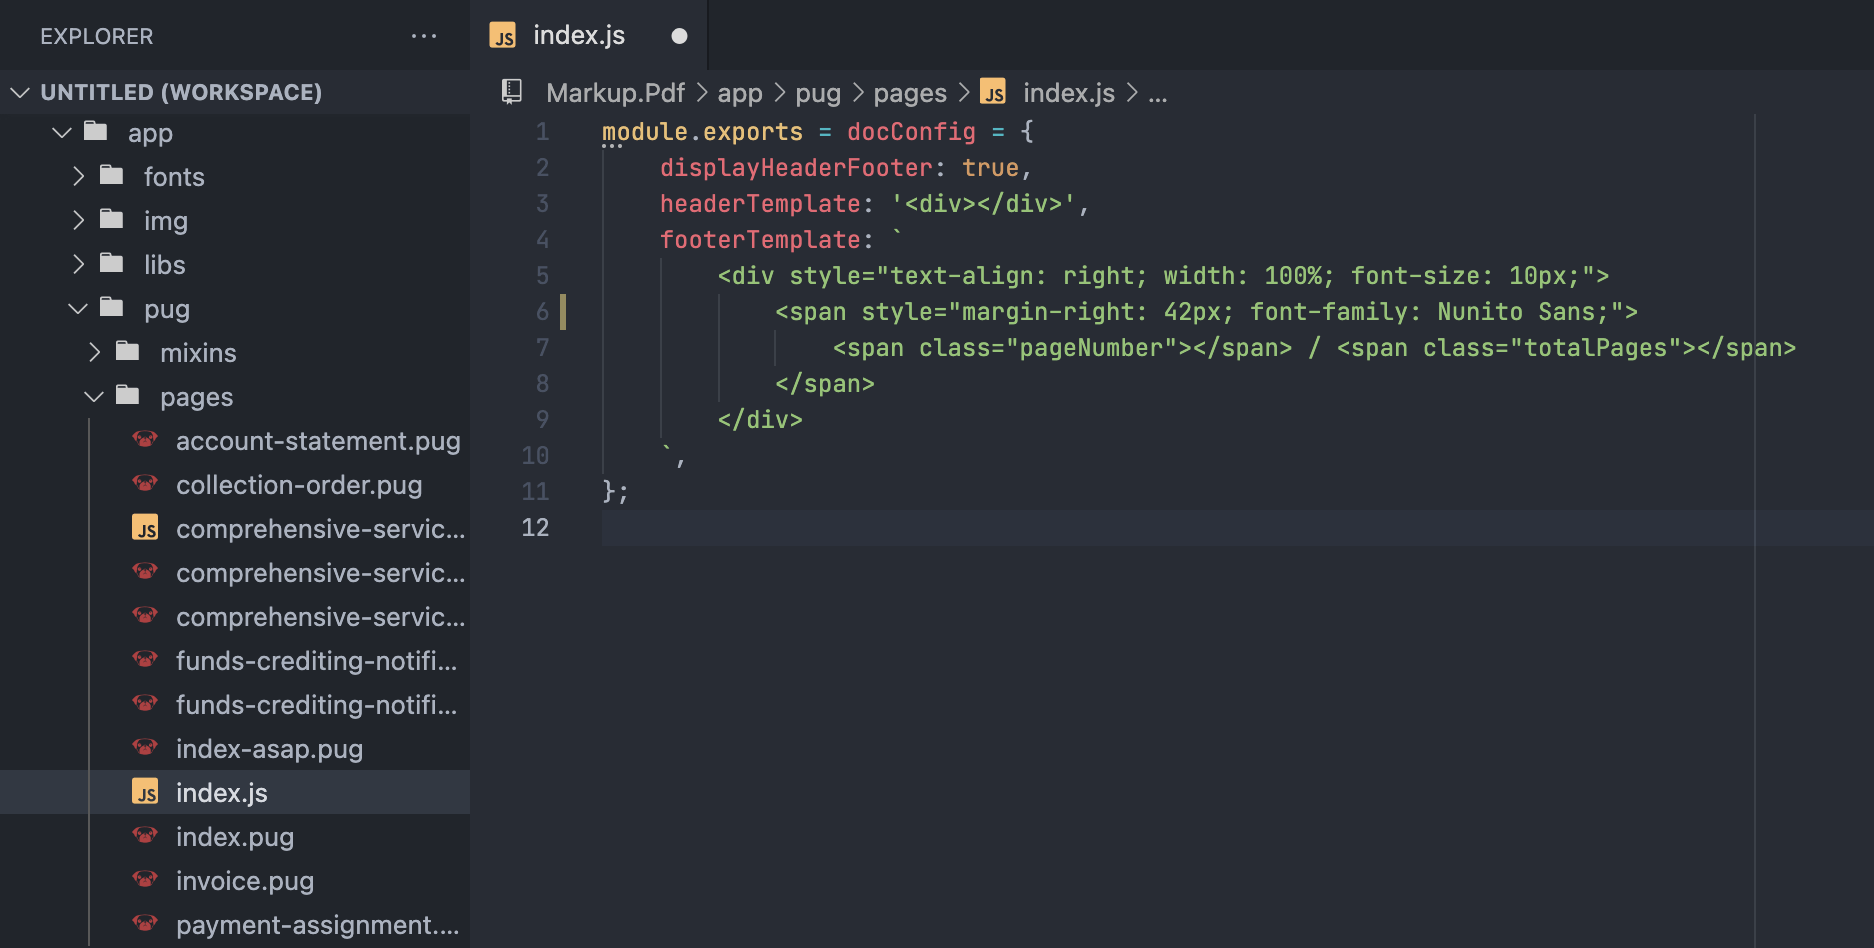 EXPLORER
UNTITLED (WORKSPACE)
app
fonts
img
libs
pug
mixins
pages
account-statement.pug
collection-order.pug
JS comprehensive-servic...
comprehensive-servic...
comprehensive-servic...
funds-crediting-notifi...
funds-crediting-notifi...
index-asap.pug
JS index.js
index.pug
invoice.pug
payment-assignment....
JS index.js
Markup.Pdf > app > pug > pages > JS index.js > ...
1 module.exports = docConfig = {
2 displayHeaderFooter: true,
3 headerTemplate: '<div></div>',
4 footerTemplate: `
5 <div style="text-align: right; width: 100%; font-size: 10px;">
6 <span style="margin-right: 42px; font-family: Nunito Sans;">
7 <span class="pageNumber"></span> / <span class="totalPages"></span>
8 </span>
9 </div>
10 `,
11 };
12